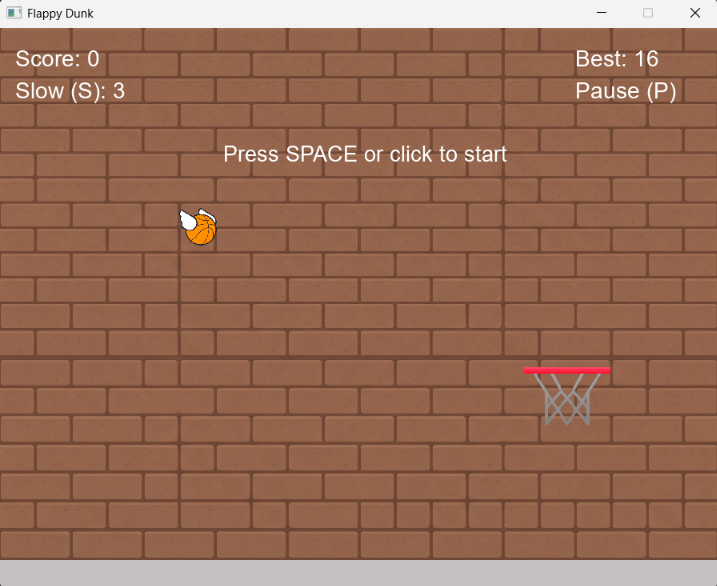 Flappy Dunk
Score: 0
Best: 16
Slow (S): 3
Pause (P)
Press SPACE or click to start